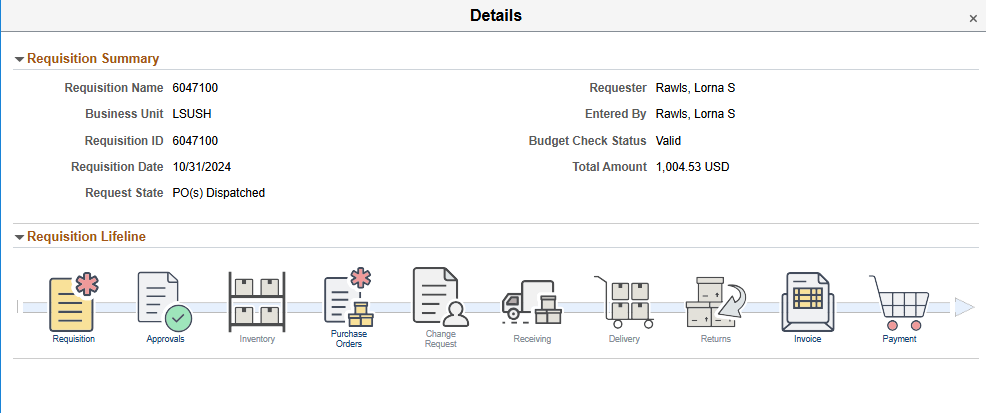 Details
×
Requisition Summary
Requisition Name 6047100
Requester Rawls, Lorna S
Business Unit LSUSH
Entered By Rawls, Lorna S
Requisition ID 6047100
Budget Check Status Valid
Requisition Date 10/31/2024
Total Amount 1,004.53 USD
Request State PO(s) Dispatched
Requisition Lifeline
Requisition
Approvals
Inventory
Purchase
Orders
Change
Request
Receiving
Delivery
Returns
Invoice
Payment